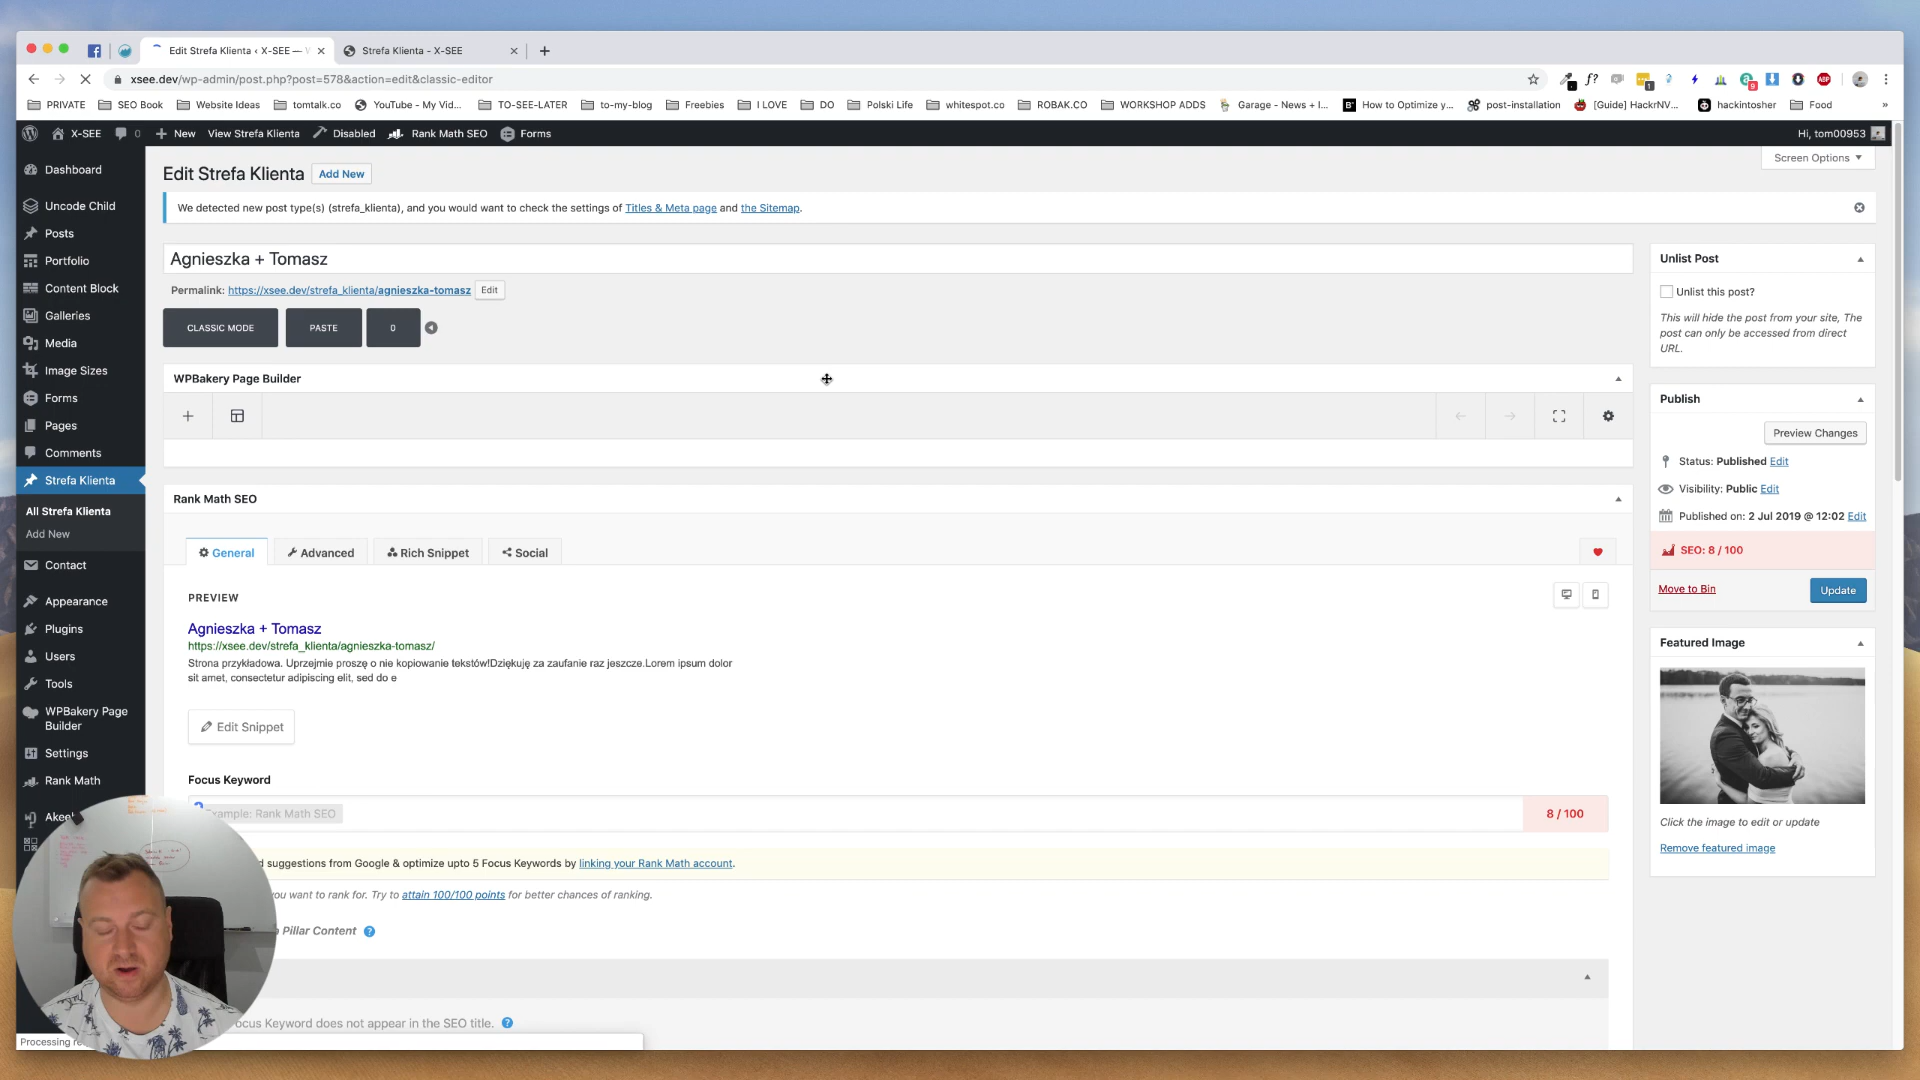 Edit Strefa Klienta ‹ X-SEE — W
Strefa Klienta - X-SEE
xsee.dev/wp-admin/post.php?post=578&action=edit&classic-editor
PRIVATE SEO Book Website Ideas tomtalk.co YouTube - My Vid... TO-SEE-LATER to-my-blog Freebies I LOVE DO Polski Life whitespot.co ROBAK.CO WORKSHOP ADDS Garage - News + I... How to Optimize y... post-installation [Guide] HackrNV... hackintosher Food »
X-SEE 0 New View Strefa Klienta Disabled Rank Math SEO Forms
Hi, tom00953
Screen Options
Dashboard
Uncode Child
Posts
Portfolio
Content Block
Galleries
Media
Image Sizes
Forms
Pages
Comments
Strefa Klienta
All Strefa Klienta
Add New
Contact
Appearance
Plugins
Users
Tools
WPBakery Page
Builder
Settings
Rank Math
Edit Strefa Klienta Add New
We detected new post type(s) (strefa_klienta), and you would want to check the settings of Titles & Meta page and the Sitemap.
Agnieszka + Tomasz
Permalink: https://xsee.dev/strefa_klienta/agnieszka-tomasz Edit
CLASSIC MODE PASTE 0
WPBakery Page Builder
Rank Math SEO
General Advanced Rich Snippet Social
PREVIEW
Agnieszka + Tomasz
https://xsee.dev/strefa_klienta/agnieszka-tomasz/
Strona przykładowa. Uprzejmie proszę o nie kopiowanie tekstów!Dziękuję za zaufanie raz jeszcze.Lorem ipsum dolor
sit amet, consectetur adipiscing elit, sed do e
Edit Snippet
Focus Keyword
Example: Rank Math SEO
8 / 100
d suggestions from Google & optimize upto 5 Focus Keywords by linking your Rank Math account.
you want to rank for. Try to attain 100/100 points for better chances of ranking.
Pillar Content
ocus Keyword does not appear in the SEO title.
Unlist Post
Unlist this post?
This will hide the post from your site, The
post can only be accessed from direct
URL.
Publish
Preview Changes
Status: Published Edit
Visibility: Public Edit
Published on: 2 Jul 2019 @ 12:02 Edit
SEO: 8 / 100
Move to Bin
Update
Featured Image
Click the image to edit or update
Remove featured image
Processing re